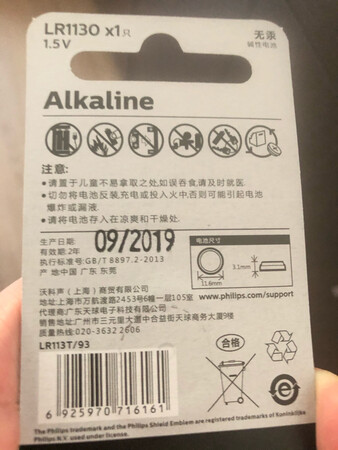 LR1130 x1只
1.5V
无汞
碱性电池
Alkaline
注意:
•请置于儿童不易拿取之处,如误吞食,请及时就医.
•切勿将电池反装,充电或投入火中,否则可能引起电池
爆炸或漏液.
•请将电池存入在凉爽和干燥处.
生产日期:
09/2019
有效期:2年
执行标准号:GB/T 8897.2-2013
产 地:中国 广东 东莞
电池尺寸
3.1mm
11.6mm
www.philips.com/support
沃科声(上海)商贸有限公司
地址:上海市万航渡路2453号6幢一层105室
代理商:广东天球电子科技有限公司
销售地址:广州市三元里大道中合益街天球商务大厦9楼
质量热线:020-3632 2606
LR113T/93
合格
e
6 925970 716161
The Philips trademark and the Philips Shield Emblem are registered trademarks of Koninklijke
Philips N.V. used under license.